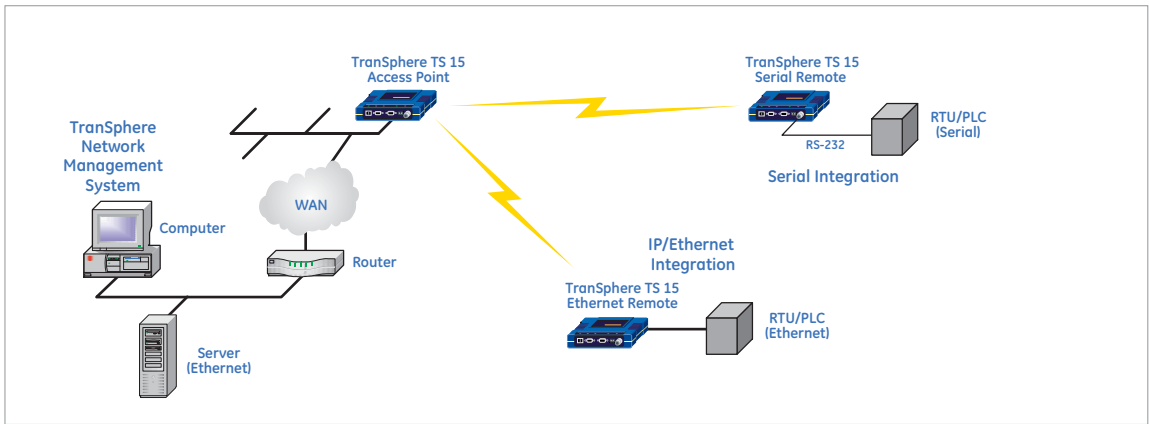 TranSphere TS 15
Access Point
TranSphere TS 15
Serial Remote
RTU/PLC
(Serial)
RS-232
Serial Integration
TranSphere
Network
Management
System
Computer
WAN
Router
Server
(Ethernet)
IP/Ethernet
Integration
TranSphere TS 15
Ethernet Remote
RTU/PLC
(Ethernet)